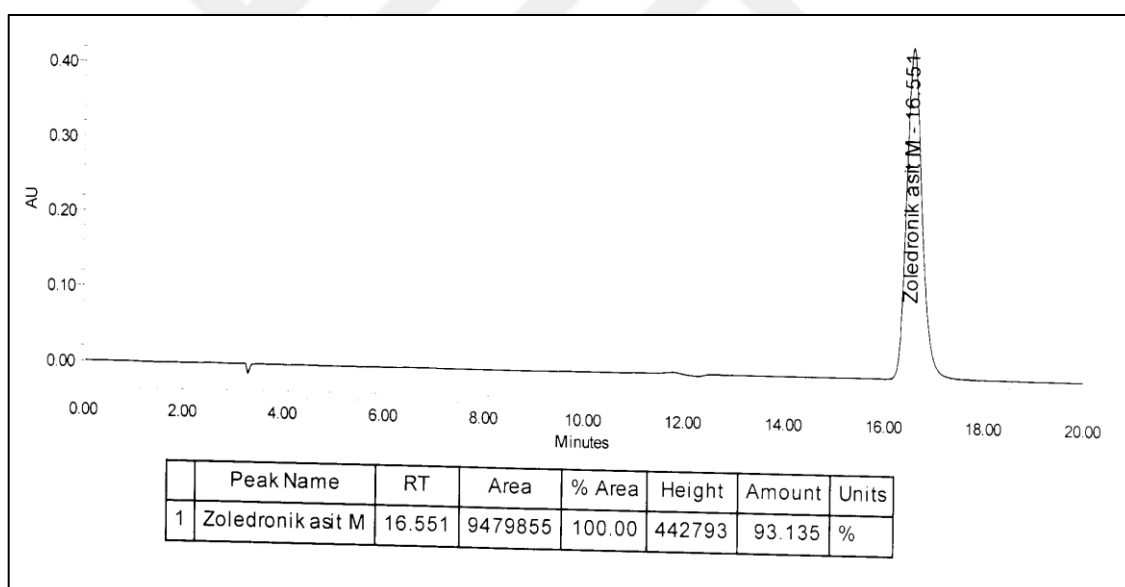 0.40
0.30
0.20
0.10
0.00
AU
Zoledronik asit M - 16.551
0.00 2.00 4.00 6.00 8.00 10.00 12.00 14.00 16.00 18.00 20.00
Minutes
Peak Name RT Area % Area Height Amount Units
1 Zoledronik asit M 16.551 9479855 100.00 442793 93.135 %